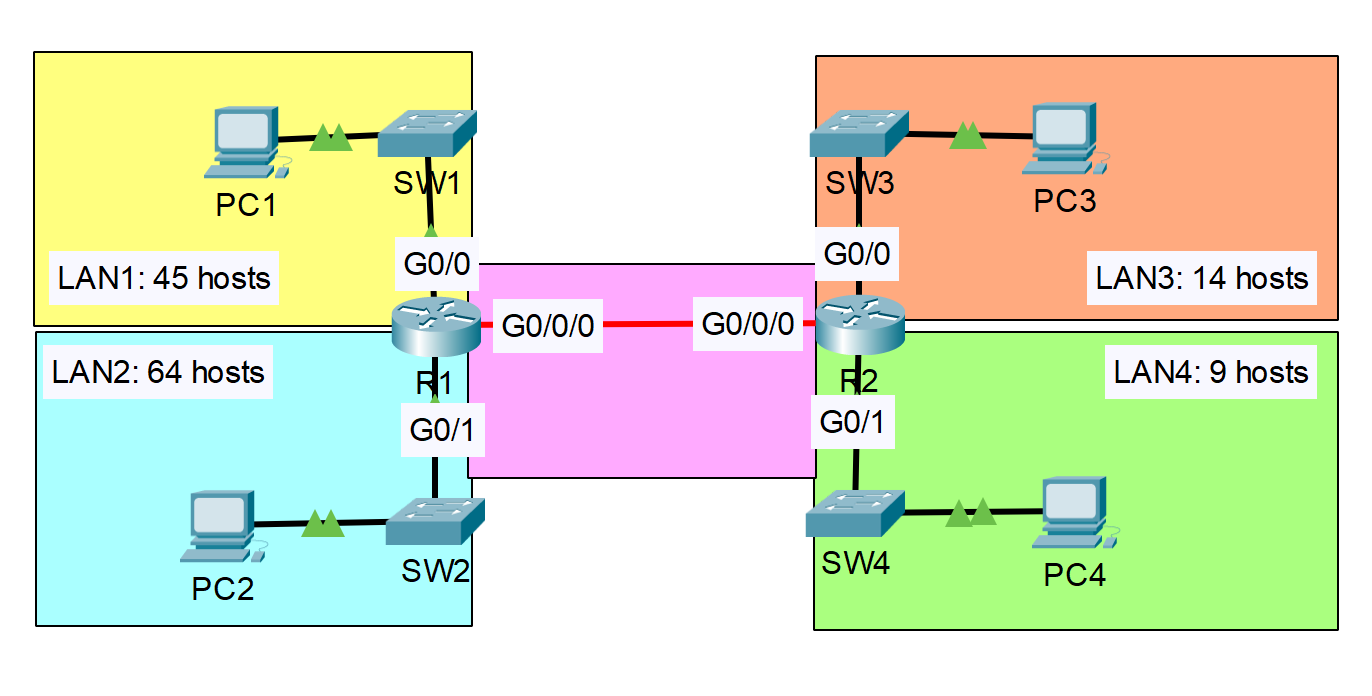 PC1
SW1
G0/0
LAN1: 45 hosts
SW3
PC3
G0/0
LAN3: 14 hosts
G0/0/0
G0/0/0
LAN2: 64 hosts
R1
G0/1
PC2
SW2
R2
LAN4: 9 hosts
G0/1
SW4
PC4